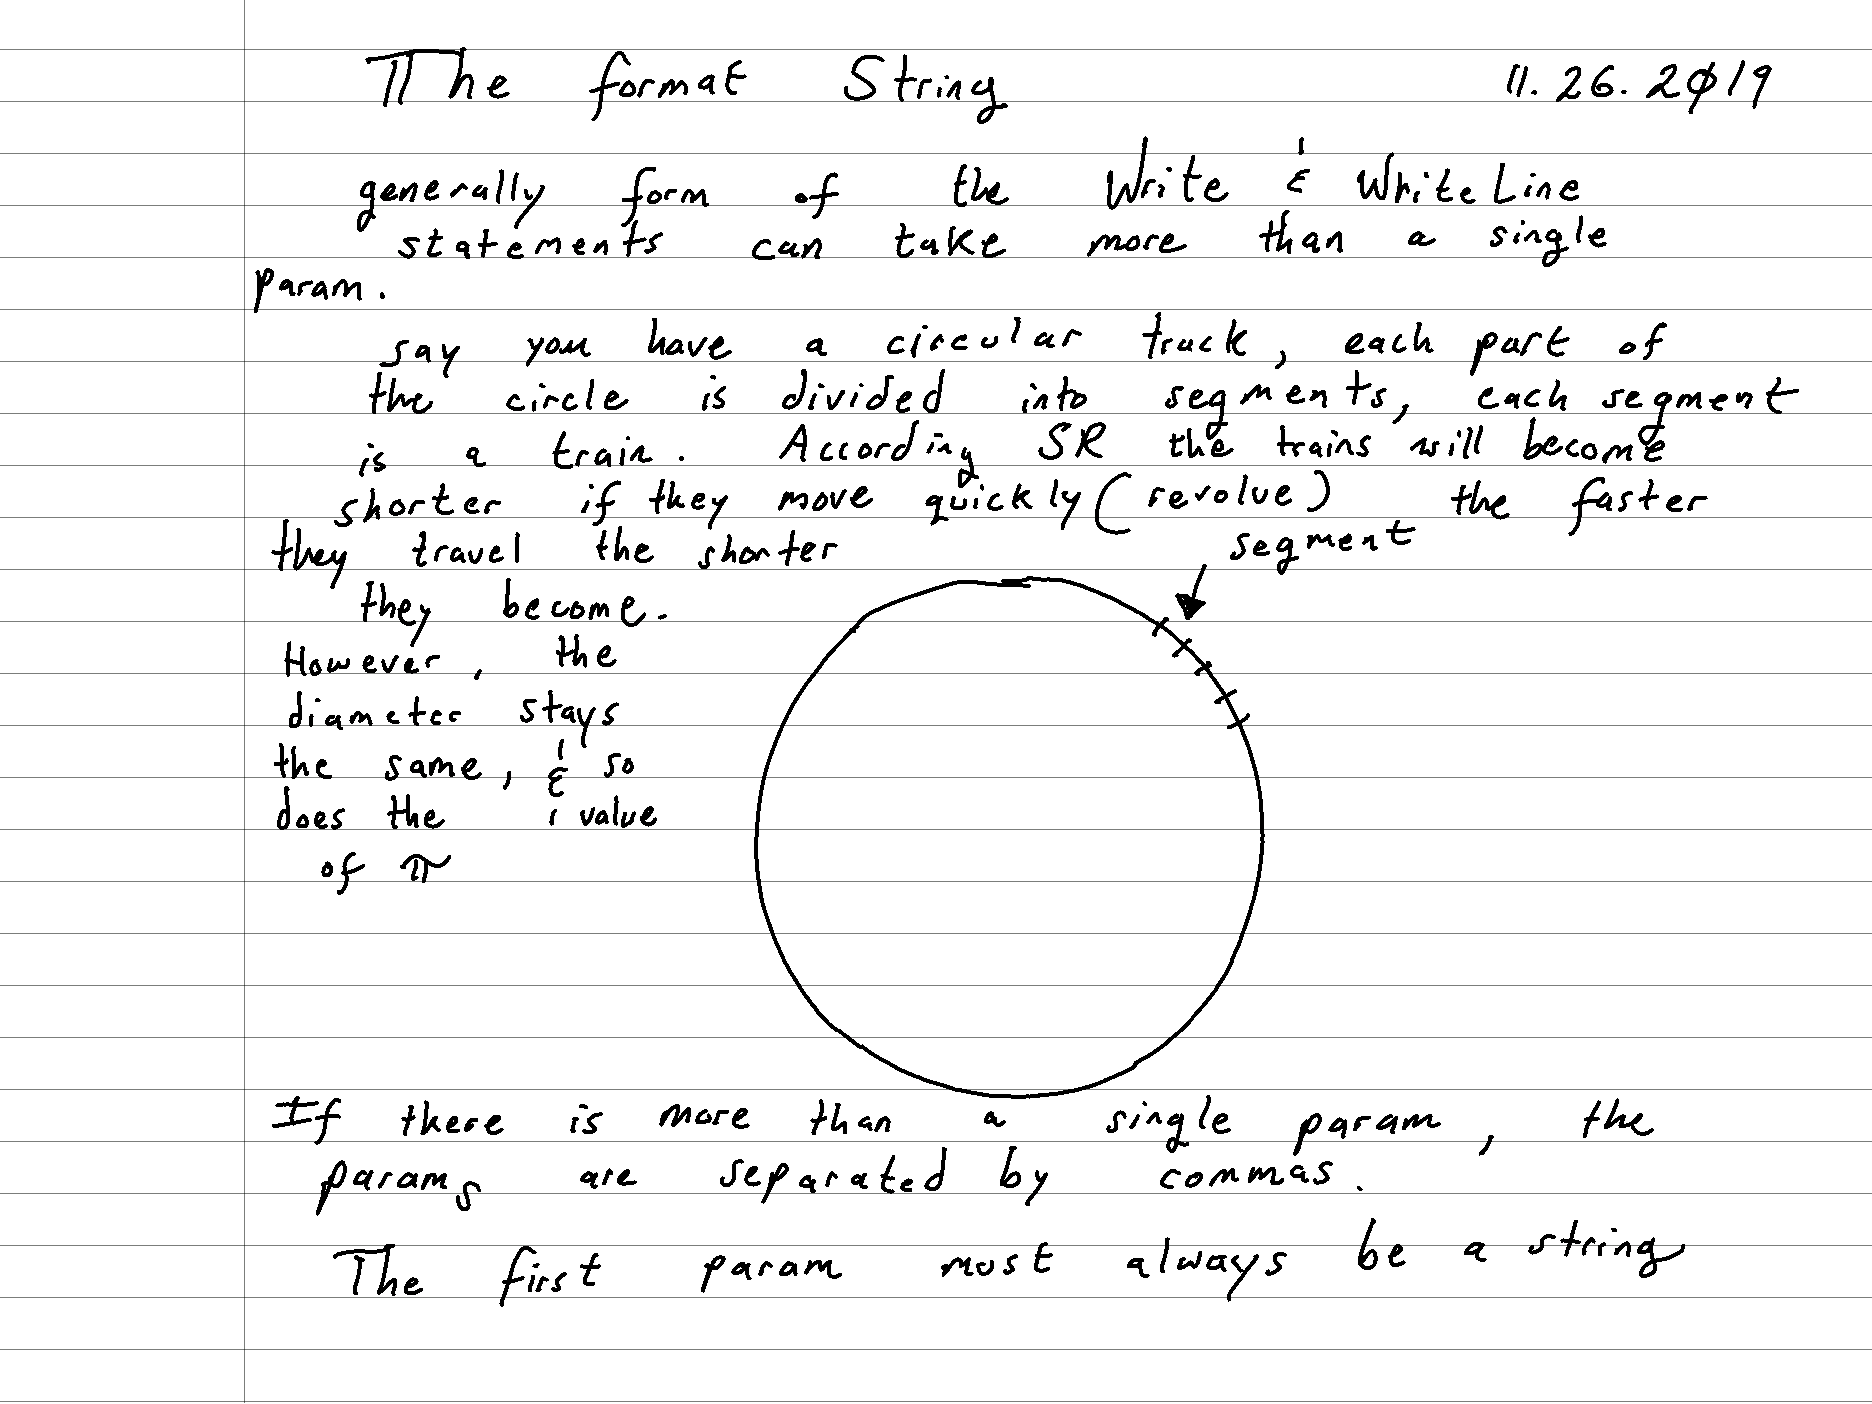 The format String 11.26.2019
generally form of the Write & WhiteLine
statements can take more than a single
param.
say you have a circular track, each part of
the circle is divided into segments, each segment
is a train. According SR the trains will become
shorter if they move quickly (revolve) the faster
they travel the shorter
segment
they become.
However, the
diameter stays
the same, & so
does the value
of π
If there is more than a single param, the
params are separated by commas.
The first param must always be a string